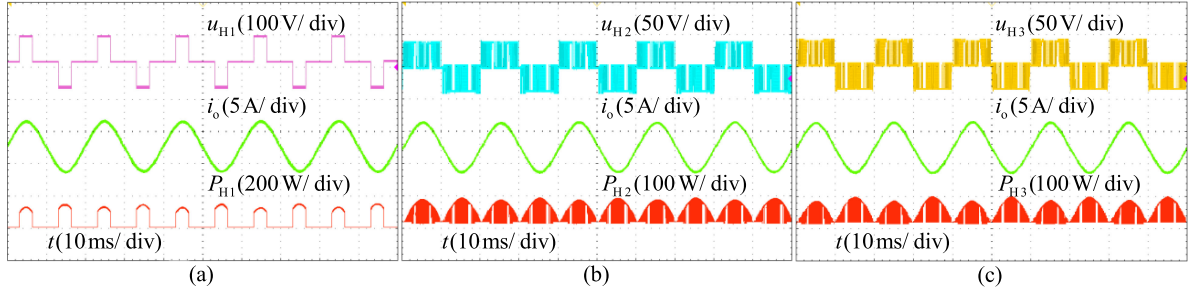 u_H1(100 V/ div)
i_o(5 A/ div)
P_H1(200 W/ div)
t(10 ms/ div)
(a)
u_H2(50 V/ div)
i_o(5 A/ div)
P_H2(100 W/ div)
t(10 ms/ div)
(b)
u_H3(50 V/ div)
i_o(5 A/ div)
P_H3(100 W/ div)
t(10 ms/ div)
(c)